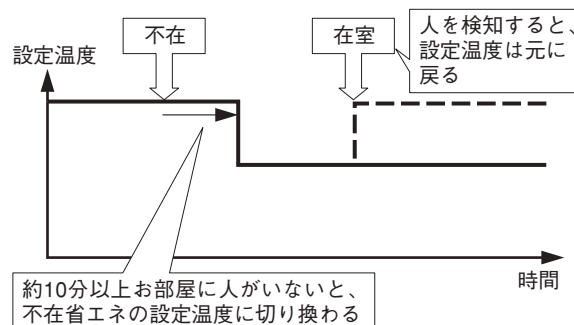 不在
在室
人を検知すると、
設定温度は元に
戻る
設定温度
時間
約10分以上お部屋に人がいないと、
不在省エネの設定温度に切り換わる